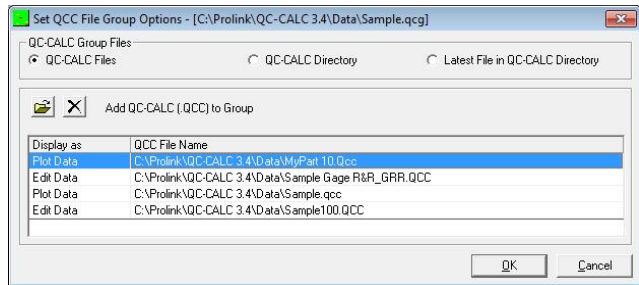 Set QCC File Group Options - [C:\Prolink\QC-CALC 3.4\Data\Sample.qcg]
QC-CALC Group Files
QC-CALC Files QC-CALC Directory Latest File in QC-CALC Directory
Add QC-CALC (.QCC) to Group
Display as QCC File Name
Plot Data C:\Prolink\QC-CALC 3.4\Data\MyPart 10.Qcc
Edit Data C:\Prolink\QC-CALC 3.4\Data\Sample Gage R&R_GRR.QCC
Plot Data C:\Prolink\QC-CALC 3.4\Data\Sample.qcc
Edit Data C:\Prolink\QC-CALC 3.4\Data\Sample100.QCC
OK Cancel